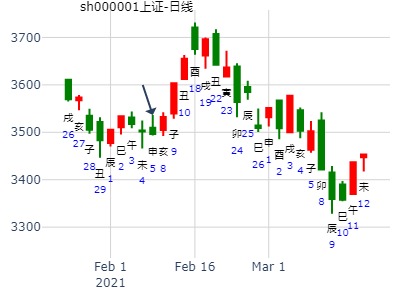 sh000001上证-日线
3700
3600
3500
3400
3300
戌
26
亥
27
子
28
丑
29
辰
1
巳
2
午
3
未
4
申
5
亥
8
子
9
丑
10
酉
18
戌
19
丑
22
寅
23
卯
24
辰
25
巳
26
申
1
酉
2
戌
3
亥
4
子
5
卯
8
辰
9
巳
10
午
11
未
12
Feb 1
2021
Feb 16
Mar 1